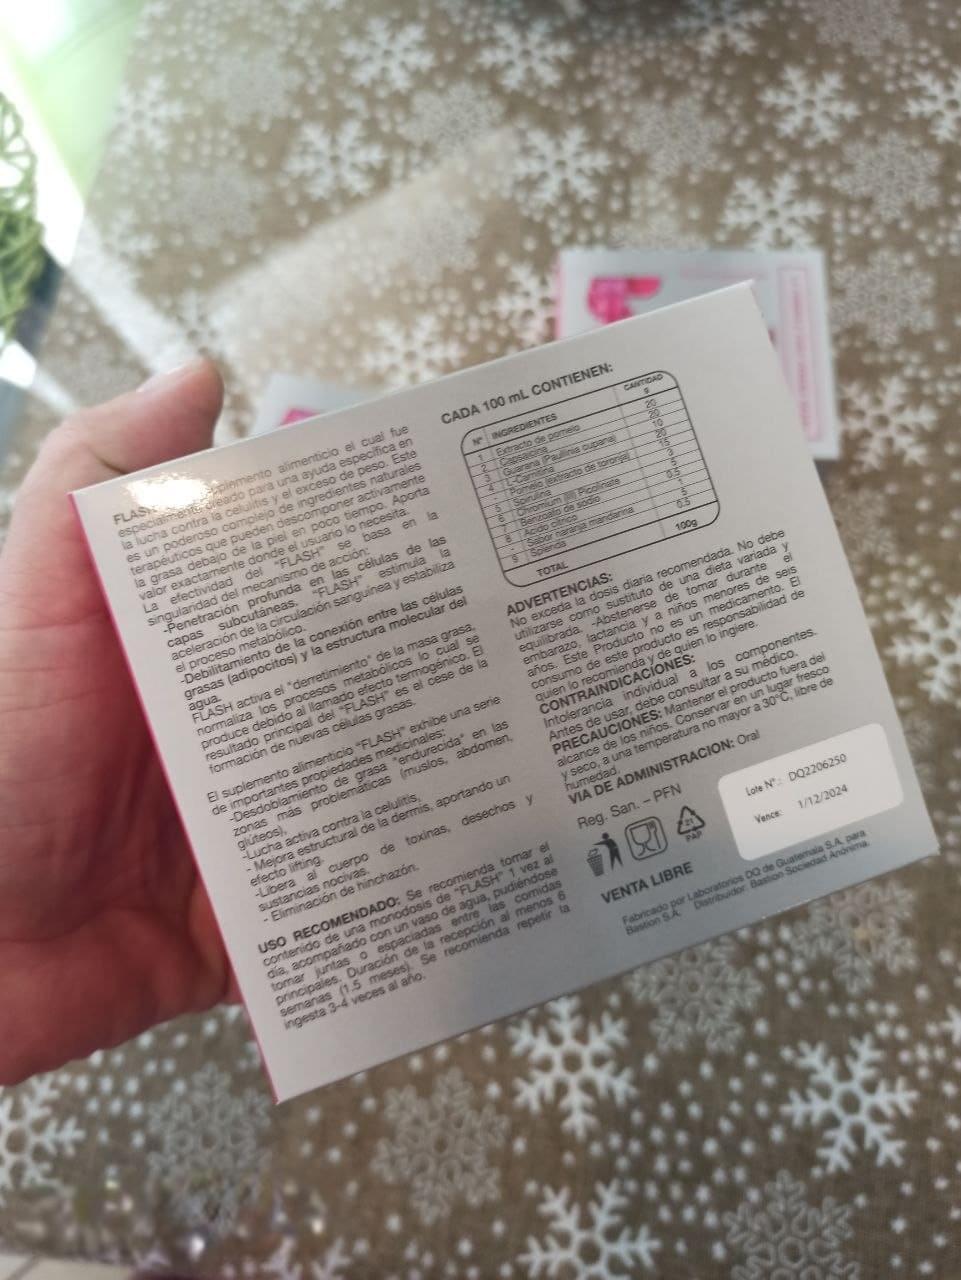 FLASH suplemento alimenticio el cual fue
especialmente creado para una ayuda específica en
la lucha contra la celulitis y el exceso de peso. Este
es un poderoso complejo de ingredientes naturales
terapéuticos que pueden descomponer activamente
la grasa debajo de la piel en poco tiempo. Aporta
valor exactamente donde el usuario lo necesita.
La efectividad del "FLASH" se basa en la
singularidad del mecanismo de acción:
-Penetración profunda en las células de las
capas subcutáneas, "FLASH" estimula la
aceleración de la circulación sanguínea y estabiliza
el proceso metabólico.
-Debilitamiento de la conexión entre las células
grasas (adipocitos) y la estructura molecular del
agua.
FLASH activa el "derretimiento" de la masa grasa,
normaliza los procesos metabólicos lo cual se
produce debido al llamado efecto termogénico. El
resultado principal del "FLASH" es el cese de la
formación de nuevas células grasas.
El suplemento alimenticio "FLASH" exhibe una serie
de importantes propiedades medicinales:
-Desdoblamiento de grasa "endurecida" en las
zonas más problemáticas (muslos, abdomen,
glúteos),
-Lucha activa contra la celulitis,
- Mejora estructural de la dermis, aportando un
efecto lifting.
-Libera al cuerpo de toxinas, desechos y
sustancias nocivas.
- Eliminación de hinchazón.
USO RECOMENDADO: Se recomienda tomar el
contenido de una monodosis de "FLASH" 1 vez al
día, acompañado con un vaso de agua, pudiéndose
tomar juntas o espaciadas entre las comidas
principales. Duración de la recepción al menos 6
semanas (1.5 meses). Se recomienda repetir la
ingesta 3-4 veces al año.
CADA 100 mL CONTIENEN:
N° INGREDIENTES CANTIDAD g
1 Extracto de pomelo 20
2 Capsaicina 20
3 Guarana (Paullinia cupana) 10
4 L-Carnitina
Pomelo (extracto de toronja) 15
5 Spirulina
6 Chromium (III) Picolinate
7 Benzoato de sodio 0.5
8 Ácido cítrico 1
- Sabor naranja mandarina 5
9 Splenda 0.5
TOTAL 100g
ADVERTENCIAS:
No exceda la dosis diaria recomendada. No debe
utilizarse como sustituto de una dieta variada y
equilibrada. -Abstenerse de tomar durante el
embarazo, lactancia y a niños menores de seis
años. Este Producto no es un medicamento. El
consumo de este producto es responsabilidad de
quien lo recomienda y de quien lo ingiere.
CONTRAINDICACIONES:
Intolerancia individual a los componentes.
Antes de usar, debe consultar a su médico.
PRECAUCIONES: Mantener el producto fuera del
alcance de los niños. Conservar en un lugar fresco
y seco, a una temperatura no mayor a 30°C, libre de
humedad.
VIA DE ADMINISTRACION: Oral
Reg. San. – PFN
21
PAP
VENTA LIBRE
Lote N°.: DQ2206250
Vence: 1/12/2024
Fabricado por Laboratorios DQ de Guatemala S.A. para
Bastion S.A. Distribuidor: Bastion Sociedad Anónima.